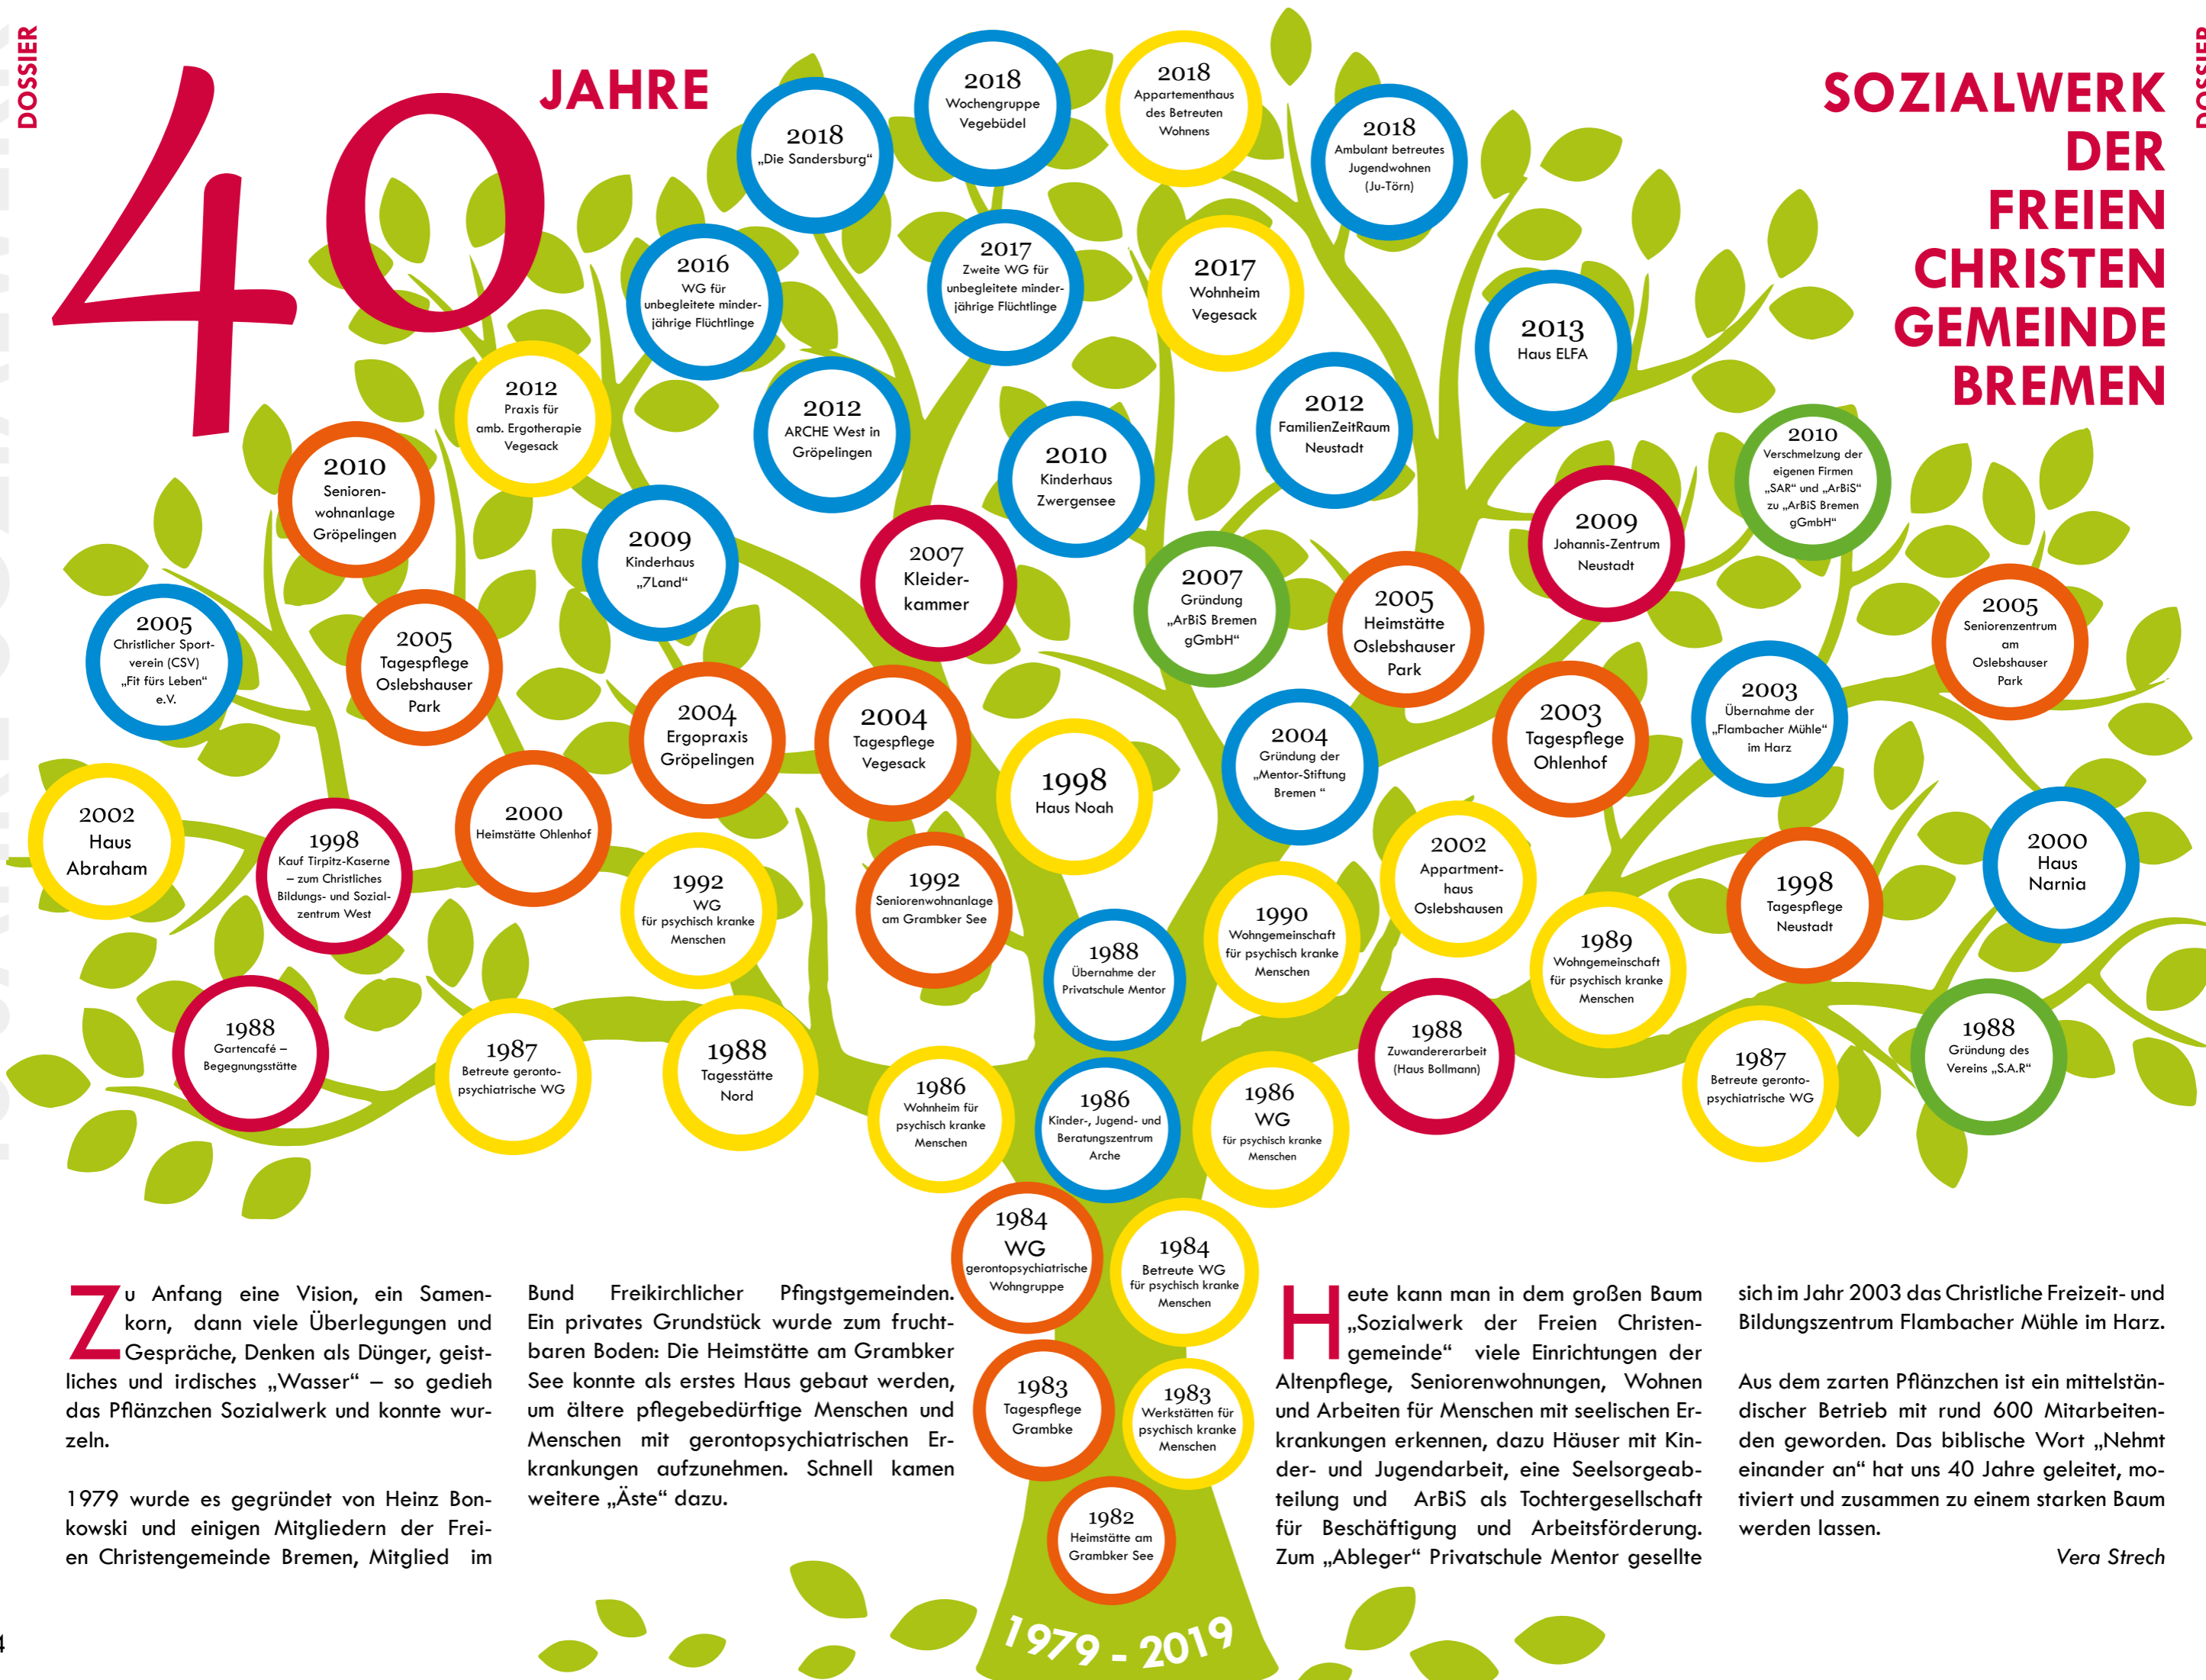 DOSSIER
DOSSIER
40
JAHRE
SOZIALWERK
DER
FREIEN
CHRISTEN
GEMEINDE
BREMEN
2018
„Die Sandersburg“
2018
Wochengruppe
Vegebüdel
2018
Appartementhaus
des Betreuten
Wohnens
2018
Ambulant betreutes
Jugendwohnen
(Ju-Törn)
2016
WG für
unbegleitete minder-
jährige Flüchtlinge
2017
Zweite WG für
unbegleitete minder-
jährige Flüchtlinge
2017
Wohnheim
Vegesack
2013
Haus ELFA
2012
Praxis für
amb. Ergotherapie
Vegesack
2012
ARCHE West in
Gröpelingen
2010
Kinderhaus
Zwergensee
2012
FamilienZeitRaum
Neustadt
2010
Verschmelzung der
eigenen Firmen
„SAR“ und „ArBiS“
zu „ArBiS Bremen
gGmbH“
2010
Senioren-
wohnanlage
Gröpelingen
2009
Kinderhaus
„7Land“
2007
Kleider-
kammer
2007
Gründung
„ArBiS Bremen
gGmbH“
2005
Heimstätte
Oslebshauser
Park
2009
Johannis-Zentrum
Neustadt
2005
Seniorenzentrum
am
Oslebshauser
Park
2005
Christlicher Sport-
verein (CSV)
„Fit fürs Leben“
e.V.
2005
Tagespflege
Oslebshauser
Park
2004
Ergopraxis
Gröpelingen
2004
Tagespflege
Vegesack
1998
Haus Noah
2004
Gründung der
„Mentor-Stiftung
Bremen “
2003
Tagespflege
Ohlenhof
2003
Übernahme der
„Flambacher Mühle“
im Harz
2002
Haus
Abraham
1998
Kauf Tirpitz-Kaserne
– zum Christliches
Bildungs- und Sozial-
zentrum West
2000
Heimstätte Ohlenhof
1992
WG
für psychisch kranke
Menschen
1992
Seniorenwohnanlage
am Grambker See
1988
Übernahme der
Privatschule Mentor
1990
Wohngemeinschaft
für psychisch kranke
Menschen
2002
Appartment-
haus
Oslebshausen
1989
Wohngemeinschaft
für psychisch kranke
Menschen
1998
Tagespflege
Neustadt
2000
Haus
Narnia
1988
Gartencafé –
Begegnungsstätte
1987
Betreute geronto-
psychiatrische WG
1988
Tagesstätte
Nord
1986
Wohnheim für
psychisch kranke
Menschen
1986
Kinder-, Jugend- und
Beratungszentrum
Arche
1986
WG
für psychisch kranke
Menschen
1988
Zuwandererarbeit
(Haus Bollmann)
1987
Betreute geronto-
psychiatrische WG
1988
Gründung des
Vereins „S.A.R“
1984
WG
gerontopsychiatrische
Wohngruppe
1984
Betreute WG
für psychisch kranke
Menschen
1983
Tagespflege
Grambke
1983
Werkstätten für
psychisch kranke
Menschen
1982
Heimstätte am
Grambker See
1979 - 2019
Zu Anfang eine Vision, ein Samen-
korn, dann viele Überlegungen und
Gespräche, Denken als Dünger, geist-
liches und irdisches „Wasser“ – so gedieh
das Pflänzchen Sozialwerk und konnte wur-
zeln.
1979 wurde es gegründet von Heinz Bon-
kowski und einigen Mitgliedern der Frei-
en Christengemeinde Bremen, Mitglied im
Bund Freikirchlicher Pfingstgemeinden.
Ein privates Grundstück wurde zum frucht-
baren Boden: Die Heimstätte am Grambker
See konnte als erstes Haus gebaut werden,
um ältere pflegebedürftige Menschen und
Menschen mit gerontopsychiatrischen Er-
krankungen aufzunehmen. Schnell kamen
weitere „Äste“ dazu.
Heute kann man in dem großen Baum
„Sozialwerk der Freien Christen-
gemeinde“ viele Einrichtungen der
Altenpflege, Seniorenwohnungen, Wohnen
und Arbeiten für Menschen mit seelischen Er-
krankungen erkennen, dazu Häuser mit Kin-
der- und Jugendarbeit, eine Seelsorgeab-
teilung und ArBiS als Tochtergesellschaft
für Beschäftigung und Arbeitsförderung.
Zum „Ableger“ Privatschule Mentor gesellte
sich im Jahr 2003 das Christliche Freizeit- und
Bildungszentrum Flambacher Mühle im Harz.
Aus dem zarten Pflänzchen ist ein mittelstän-
discher Betrieb mit rund 600 Mitarbeiten-
den geworden. Das biblische Wort „Nehmt
einander an“ hat uns 40 Jahre geleitet, mo-
tiviert und zusammen zu einem starken Baum
werden lassen.
Vera Strech
4